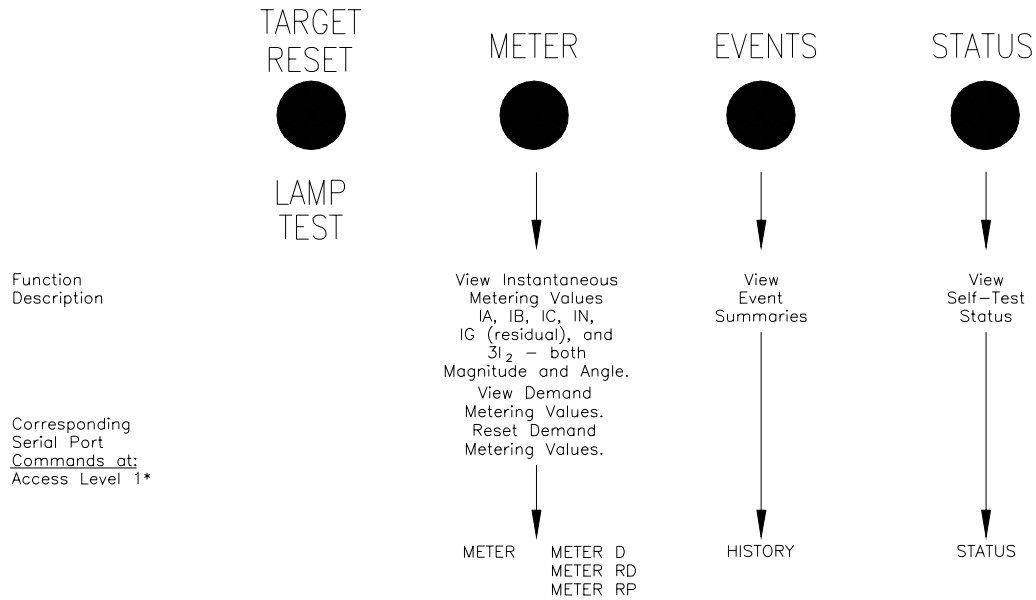 TARGET
RESET
METER
EVENTS
STATUS
LAMP
TEST
Function
Description
View Instantaneous
Metering Values
IA, IB, IC, IN,
IG (residual), and
3I₂ – both
Magnitude and Angle.
View Demand
Metering Values.
Reset Demand
Metering Values.
View
Event
Summaries
View
Self-Test
Status
Corresponding
Serial Port
Commands at:
Access Level 1*
METER
METER D
METER RD
METER RP
HISTORY
STATUS